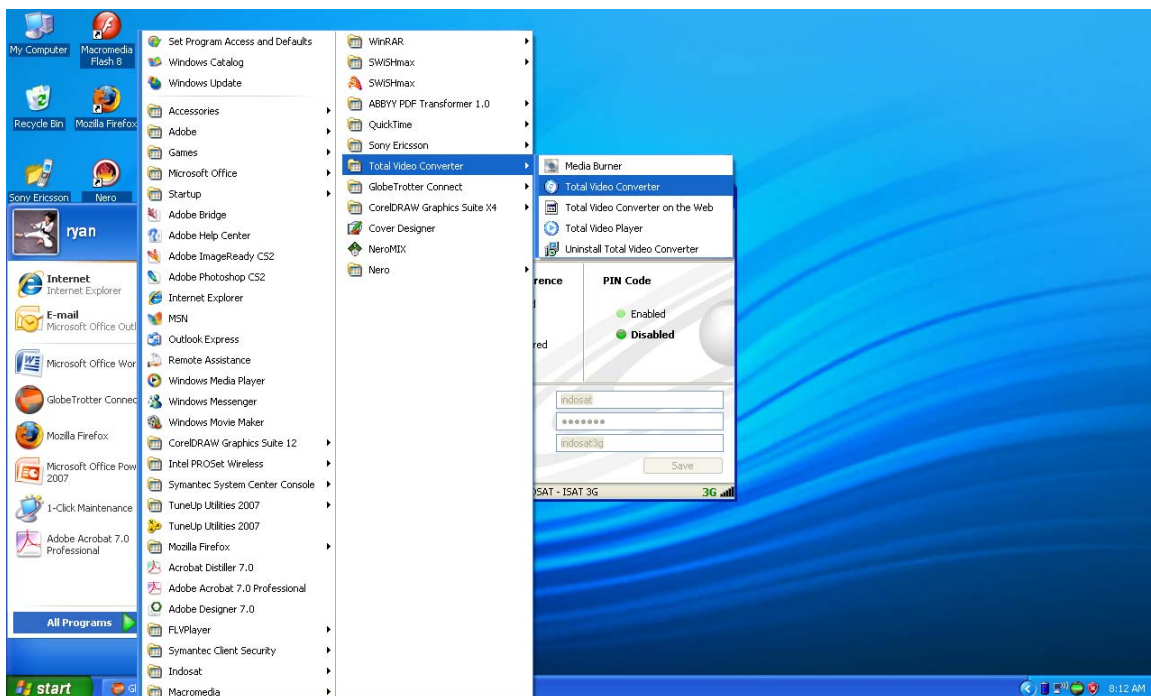 My Computer
Macromedia
Flash 8
Recycle Bin
Mozilla Firefox
Sony Ericsson
Nero
ryan
Internet
Internet Explorer
E-mail
Microsoft Office Outl
Microsoft Office Wor
GlobeTrotter Connec
Mozilla Firefox
Microsoft Office Pow
2007
1-Click Maintenance
Adobe Acrobat 7.0
Professional
All Programs
start
Gl
Set Program Access and Defaults
Windows Catalog
Windows Update
Accessories
Adobe
Games
Microsoft Office
Startup
Adobe Bridge
Adobe Help Center
Adobe ImageReady CS2
Adobe Photoshop CS2
Internet Explorer
MSN
Outlook Express
Remote Assistance
Windows Media Player
Windows Messenger
Windows Movie Maker
CorelDRAW Graphics Suite 12
Intel PROSet Wireless
Symantec System Center Console
TuneUp Utilities 2007
TuneUp Utilities 2007
Mozilla Firefox
Acrobat Distiller 7.0
Adobe Acrobat 7.0 Professional
Adobe Designer 7.0
FLVPlayer
Symantec Client Security
Indosat
Macromedia
WinRAR
SWiSHmax
SWiSHmax
ABBYY PDF Transformer 1.0
QuickTime
Sony Ericsson
Total Video Converter
GlobeTrotter Connect
CorelDRAW Graphics Suite X4
Cover Designer
NeroMIX
Nero
Media Burner
Total Video Converter
Total Video Converter on the Web
Total Video Player
Uninstall Total Video Converter
rence
PIN Code
Enabled
red
Disabled
indosat
indosat3g
Save
OSAT - ISAT 3G
3G
8:12 AM